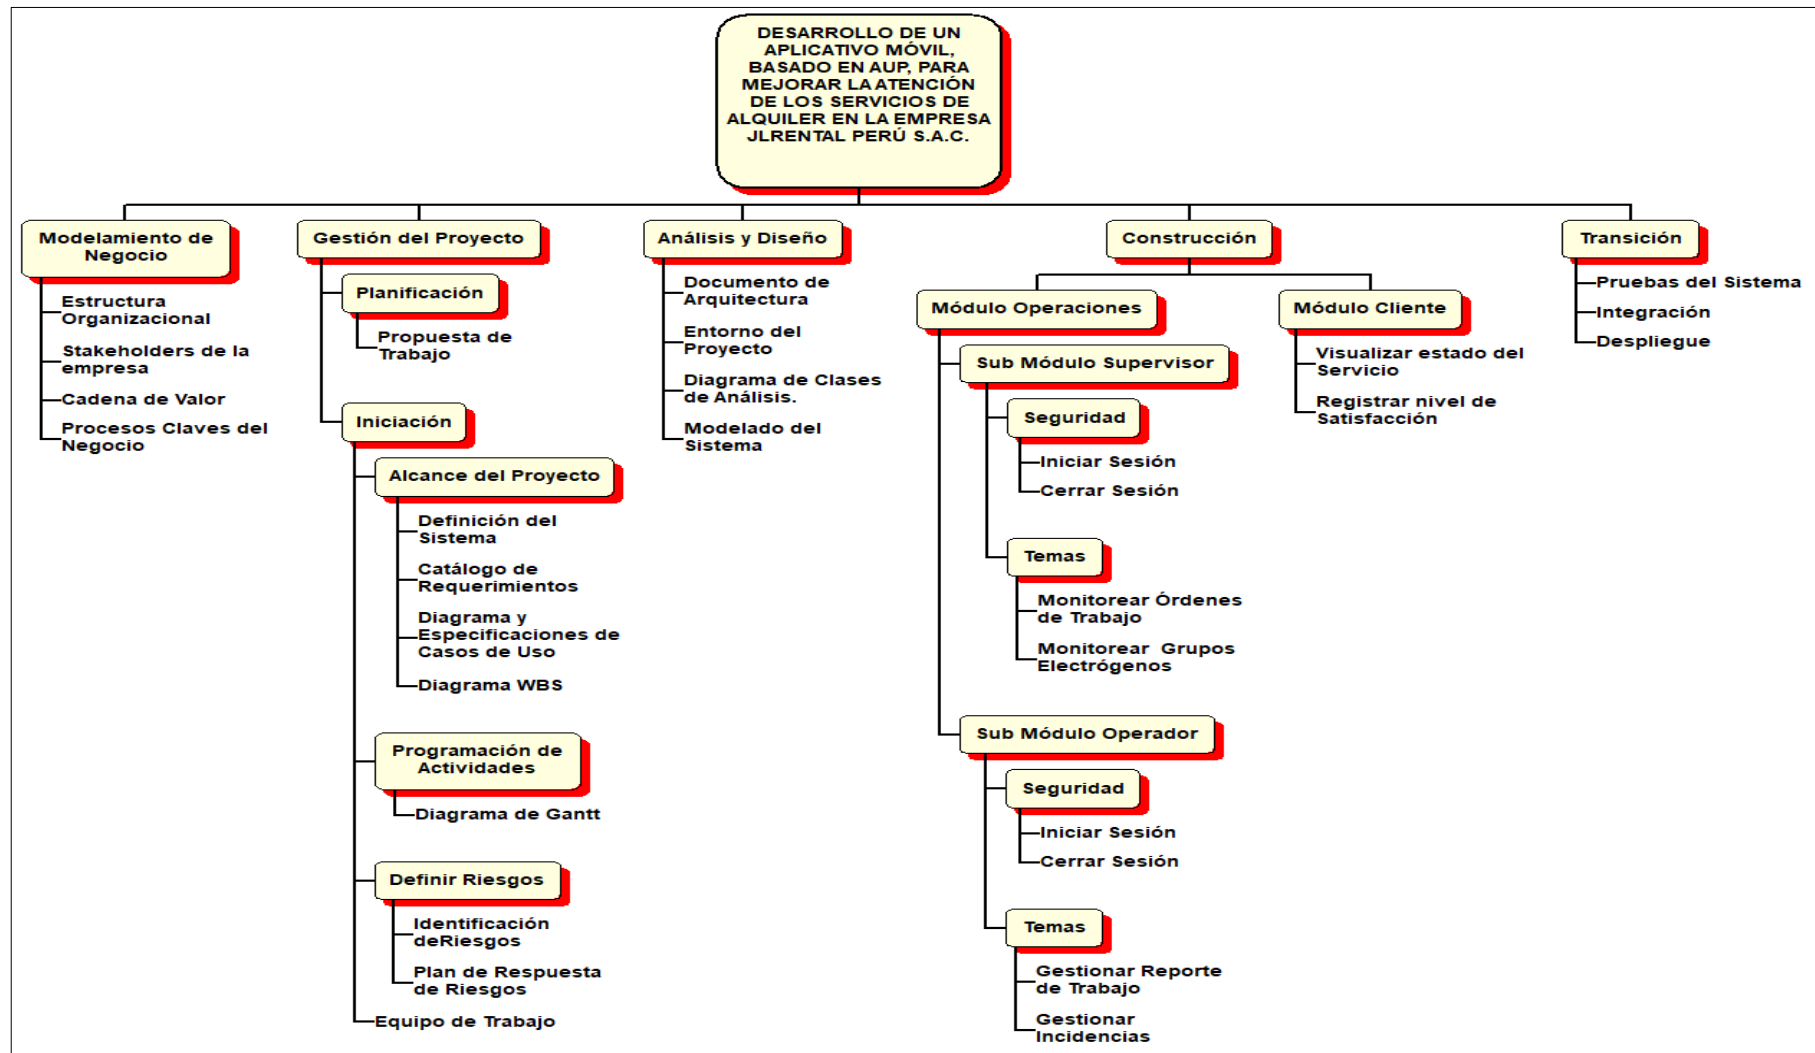 DESARROLLO DE UN
APLICATIVO MÓVIL,
BASADO EN AUP, PARA
MEJORAR LA ATENCIÓN
DE LOS SERVICIOS DE
ALQUILER EN LA EMPRESA
JLRENTAL PERÚ S.A.C.
Modelamiento de
Negocio
Estructura
Organizacional
Stakeholders de la
empresa
Cadena de Valor
Procesos Claves del
Negocio
Gestión del Proyecto
Planificación
Propuesta de
Trabajo
Iniciación
Alcance del Proyecto
Definición del
Sistema
Catálogo de
Requerimientos
Diagrama y
Especificaciones de
Casos de Uso
Diagrama WBS
Programación de
Actividades
Diagrama de Gantt
Definir Riesgos
Identificación
deRiesgos
Plan de Respuesta
de Riesgos
Equipo de Trabajo
Análisis y Diseño
Documento de
Arquitectura
Entorno del
Proyecto
Diagrama de Clases
de Análisis.
Modelado del
Sistema
Construcción
Módulo Operaciones
Sub Módulo Supervisor
Seguridad
Iniciar Sesión
Cerrar Sesión
Temas
Monitorear Órdenes
de Trabajo
Monitorear Grupos
Electrógenos
Sub Módulo Operador
Seguridad
Iniciar Sesión
Cerrar Sesión
Temas
Gestionar Reporte
de Trabajo
Gestionar
Incidencias
Módulo Cliente
Visualizar estado del
Servicio
Registrar nivel de
Satisfacción
Transición
Pruebas del Sistema
Integración
Despliegue